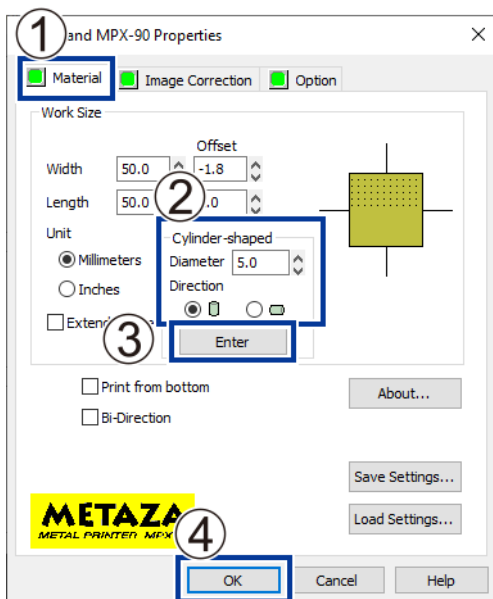 ①
and MPX-90 Properties
Material
Image Correction
Option
Work Size
Offset
Width 50.0 -1.8
②
Length 50.0 .0
Unit
Millimeters
Inches
Cylinder-shaped
Diameter 5.0
Direction
③
Enter
Print from bottom
Bi-Direction
About...
Save Settings...
Load Settings...
METAZA
METAL PRINTER MPX
④
OK
Cancel
Help